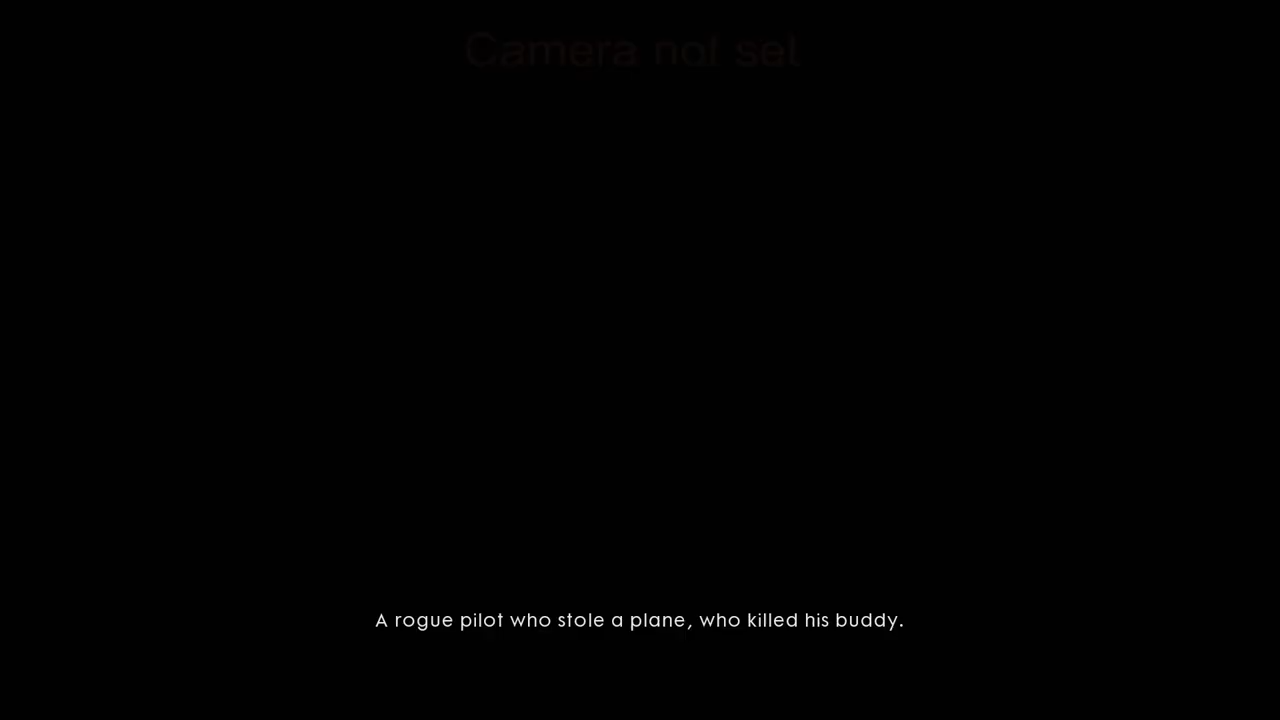 Camera not set
A rogue pilot who stole a plane, who killed his buddy.